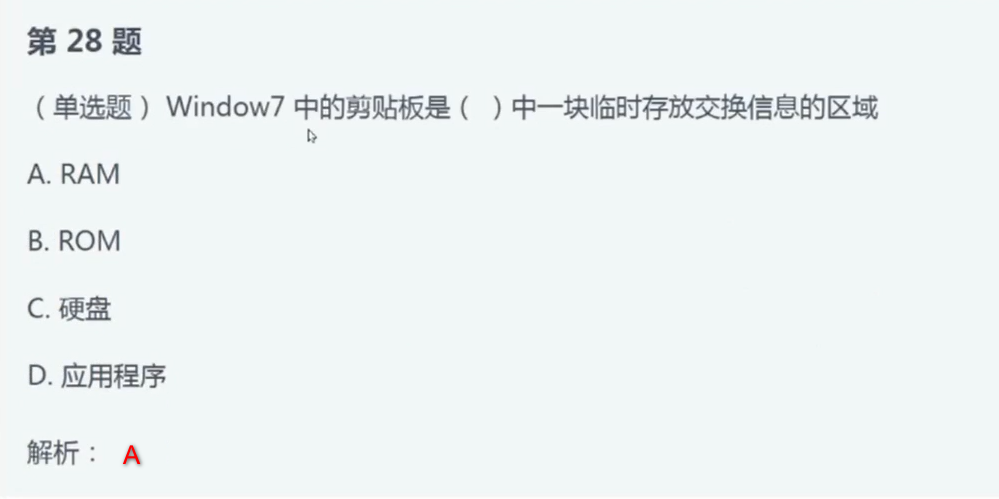 第 28 题
（单选题）Window7 中的剪贴板是（ ）中一块临时存放交换信息的区域
A. RAM
B. ROM
C. 硬盘
D. 应用程序
解析： A